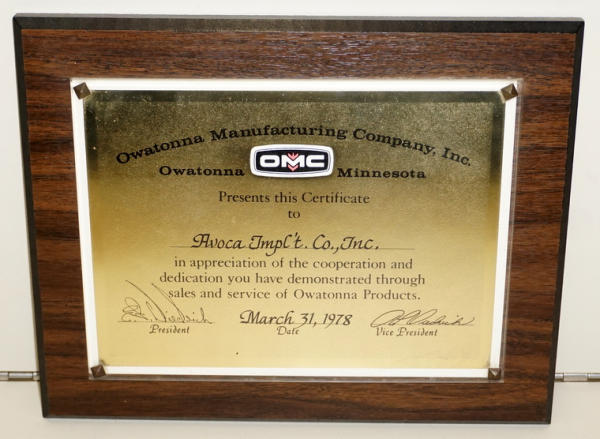 Owatonna Manufacturing Company, Inc.
Owatonna OMC Minnesota
Presents this Certificate
to
Avoca Impl't. Co., Inc.
in appreciation of the cooperation and
dedication you have demonstrated through
sales and service of Owatonna Products.
March 31, 1978
President Date Vice President